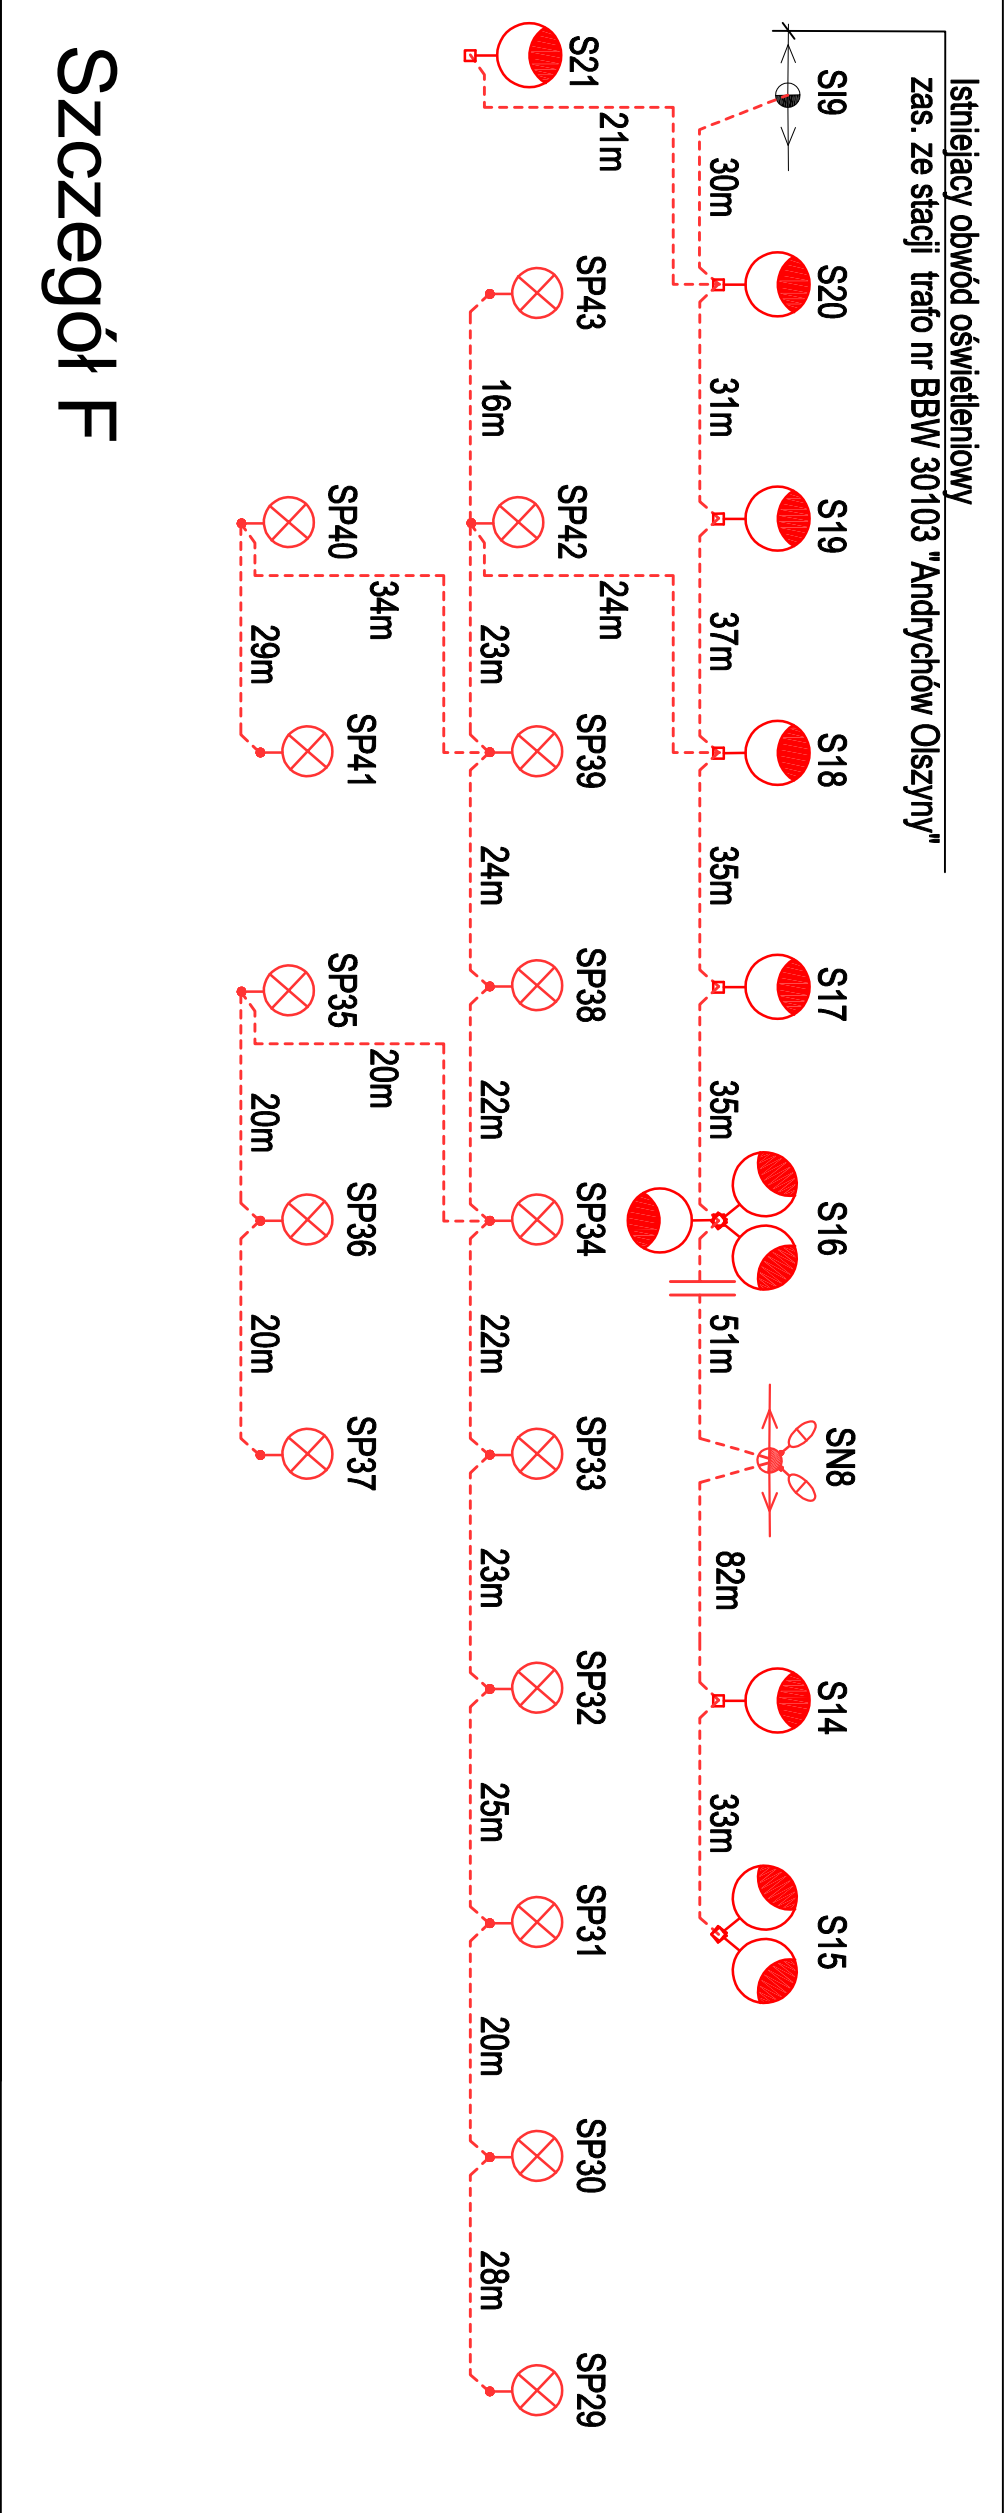 Istniejacy obwód oświetleniowy
zas. ze stacji trafo nr BBW 30103 "Andrychów Olszyny"
SI9
S20
S19
S18
S17
S16
SN8
S14
S15
30m
31m
37m
35m
35m
51m
82m
33m
S21
21m
24m
SP43
SP42
SP39
SP38
SP34
SP33
SP32
SP31
SP30
SP29
16m
23m
24m
22m
22m
23m
25m
20m
28m
34m
20m
SP40
SP41
SP35
SP36
SP37
29m
20m
20m
Szczegół F